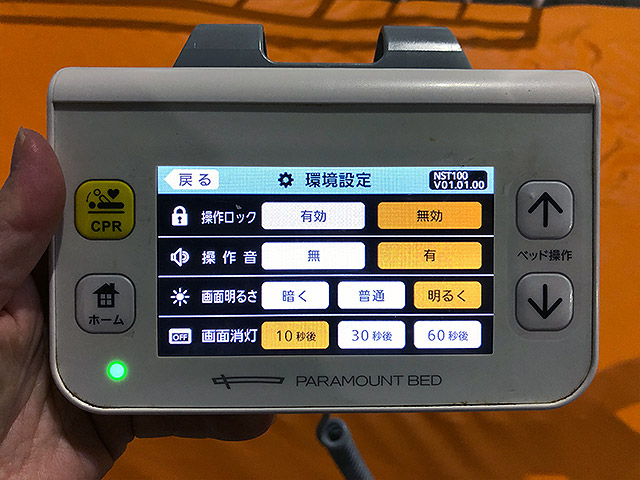 戻る 環境設定 NST100
V01.01.00
操作ロック 有効 無効
操作音 無 有
画面明るさ 暗く 普通 明るく
OFF 画面消灯 10秒後 30秒後 60秒後
CPR
ホーム
ベッド操作
PARAMOUNT BED